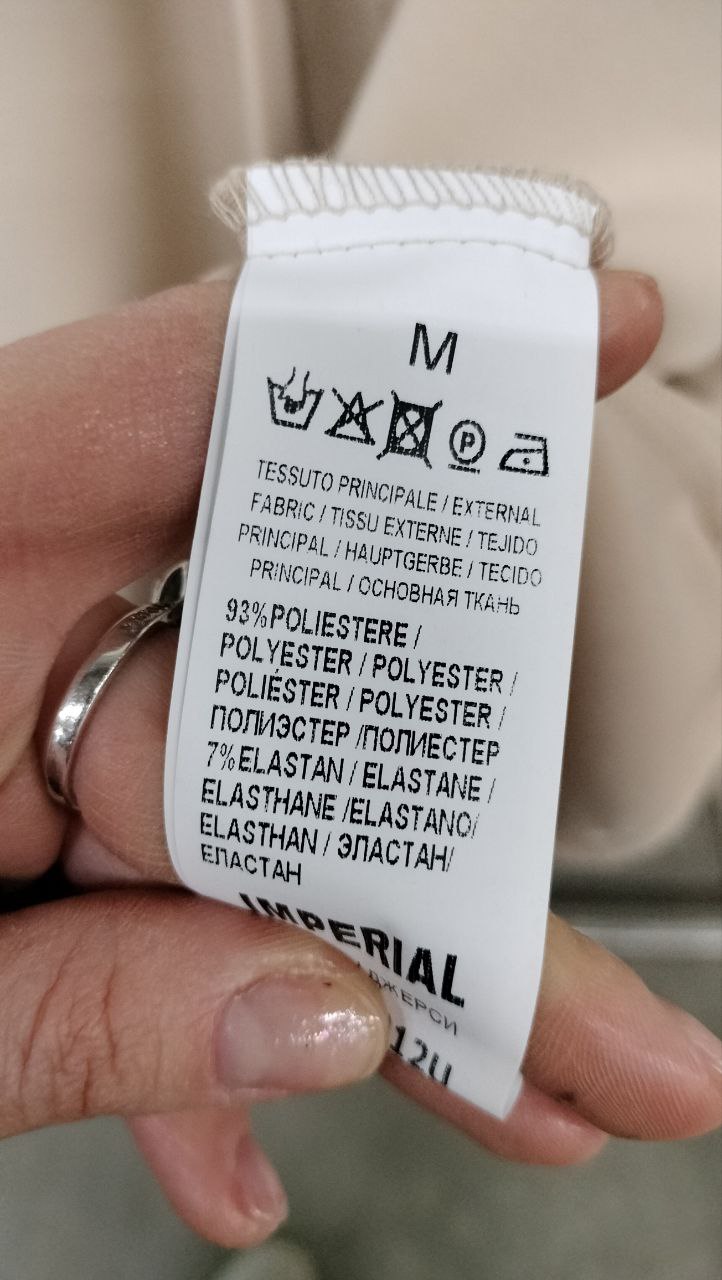 M
P
TESSUTO PRINCIPALE / EXTERNAL
FABRIC / TISSU EXTERNE / TEJIDO
PRINCIPAL / HAUPTGERBE / TECIDO
PRINCIPAL / ОСНОВНАЯ ТКАНЬ
93%POLIESTERE /
POLYESTER / POLYESTER /
POLIÉSTER / POLYESTER /
ПОЛИЭСТЕР /ПОЛИЕСТЕР
7%ELASTAN / ELASTANE /
ELASTHANE /ELASTANO/
ELASTHAN / ЭЛАСТАН/
ЕЛАСТАН
IMPERIAL
ДЖЕРСИ